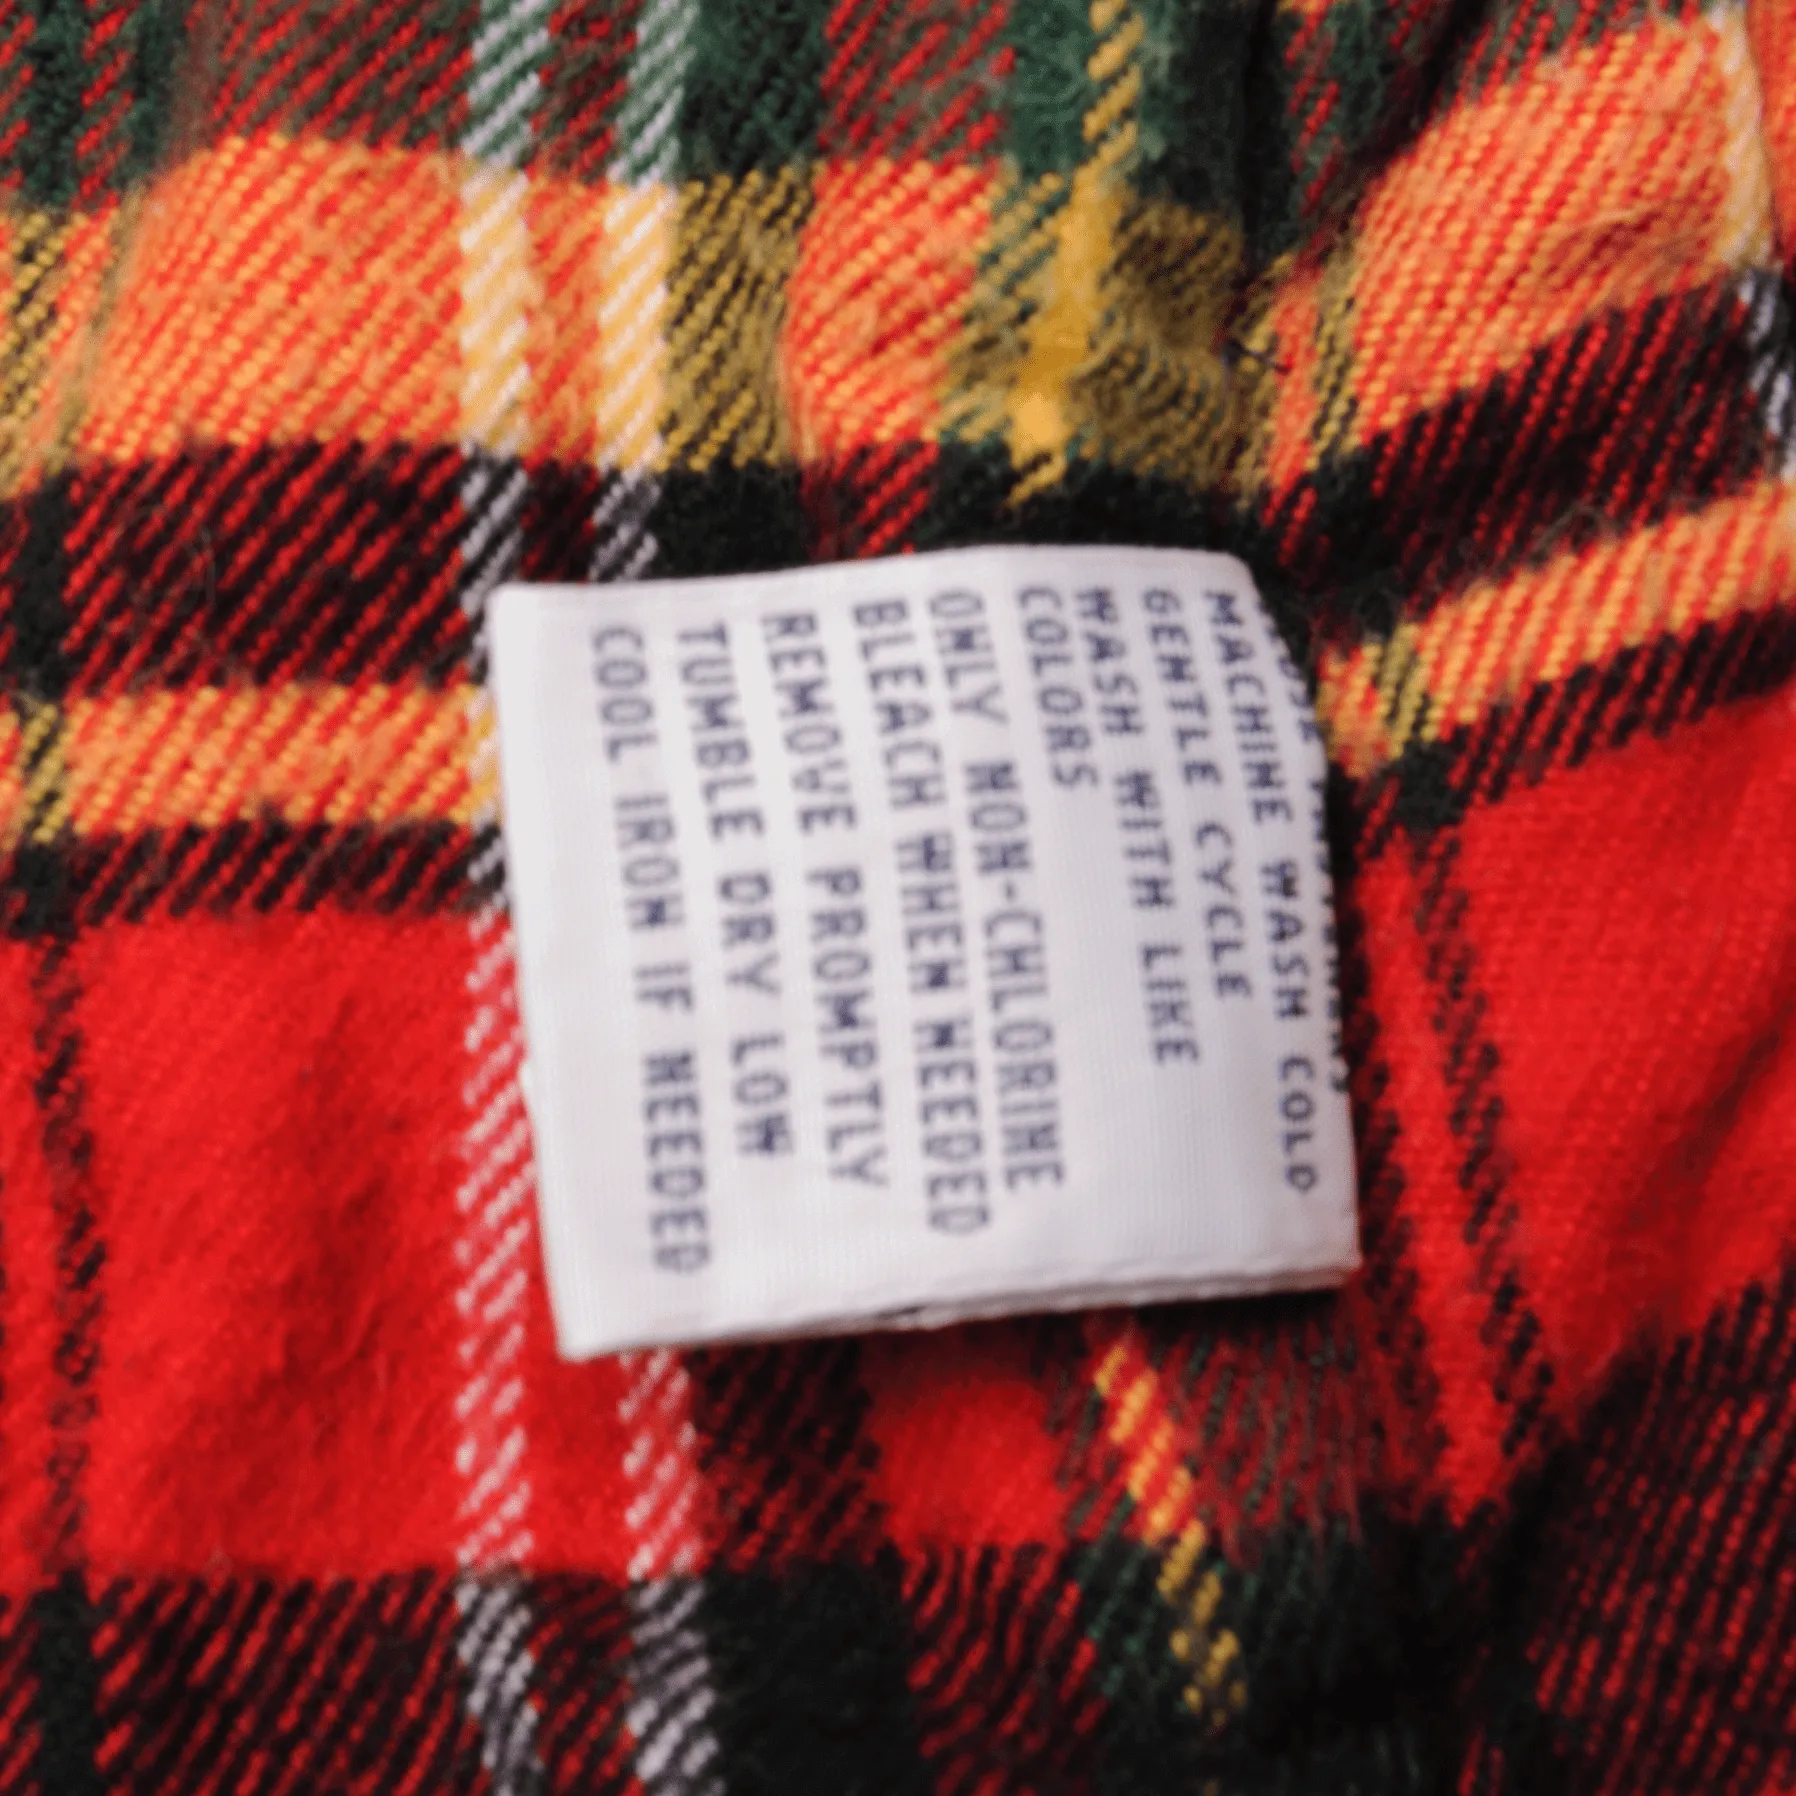 MACHINE WASH COLD
GENTLE CYCLE
WASH WITH LIKE
COLORS
ONLY NON-CHLORINE
BLEACH WHEN NEEDED
REMOVE PROMPTLY
TUMBLE DRY LOW
COOL IRON IF NEEDED